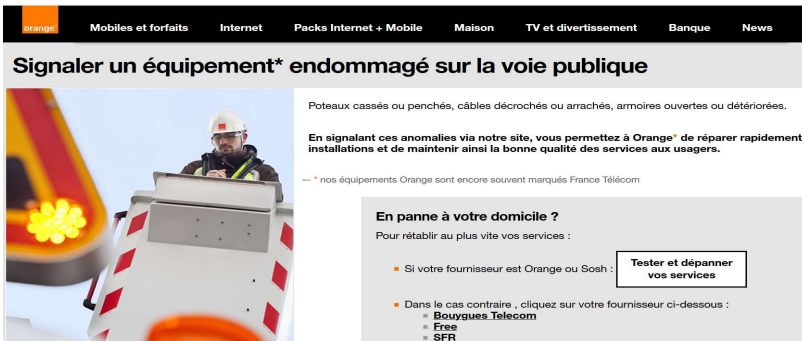 orange
Mobiles et forfaits Internet Packs Internet + Mobile Maison TV et divertissement Banque News
Signaler un équipement* endommagé sur la voie publique
Poteaux cassés ou penchés, câbles décrochés ou arrachés, armoires ouvertes ou détériorées.
En signalant ces anomalies via notre site, vous permettez à Orange* de réparer rapidement
installations et de maintenir ainsi la bonne qualité des services aux usagers.
— * nos équipements Orange sont encore souvent marqués France Télécom
En panne à votre domicile ?
Pour rétablir au plus vite vos services :
Si votre fournisseur est Orange ou Sosh :
Tester et dépanner
vos services
Dans le cas contraire , cliquez sur votre fournisseur ci-dessous :
Bouygues Telecom
Free
SFR